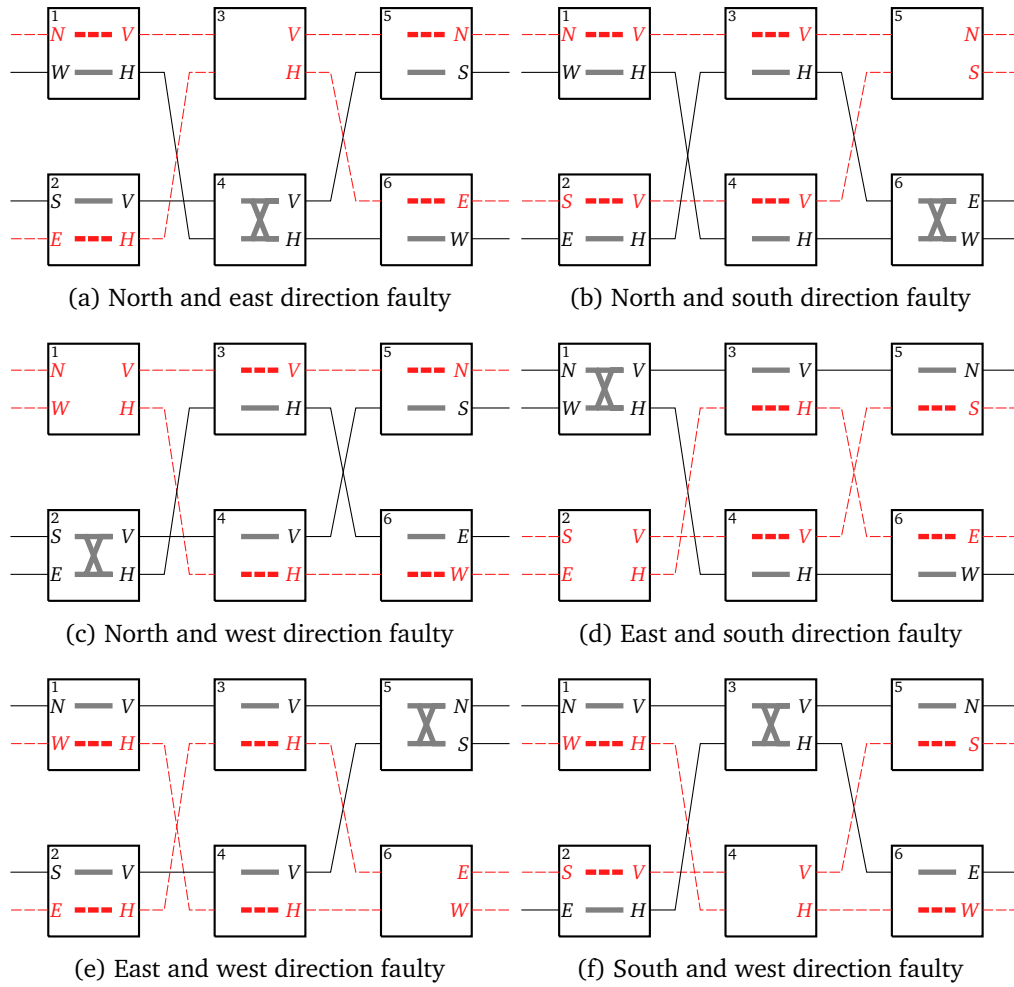 1 3 5 1 3 5
N V V N N V V N
W H H S W H H S
2 4 6 2 4 6
S V V E S V V E
E H H W E H H W
(a) North and east direction faulty (b) North and south direction faulty
1 3 5 1 3 5
N V V N N V V N
W H H S W H H S
2 4 6 2 4 6
S V V E S V V E
E H H W E H H W
(c) North and west direction faulty (d) East and south direction faulty
1 3 5 1 3 5
N V V N N V V N
W H H S W H H S
2 4 6 2 4 6
S V V E S V V E
E H H W E H H W
(e) East and west direction faulty (f) South and west direction faulty